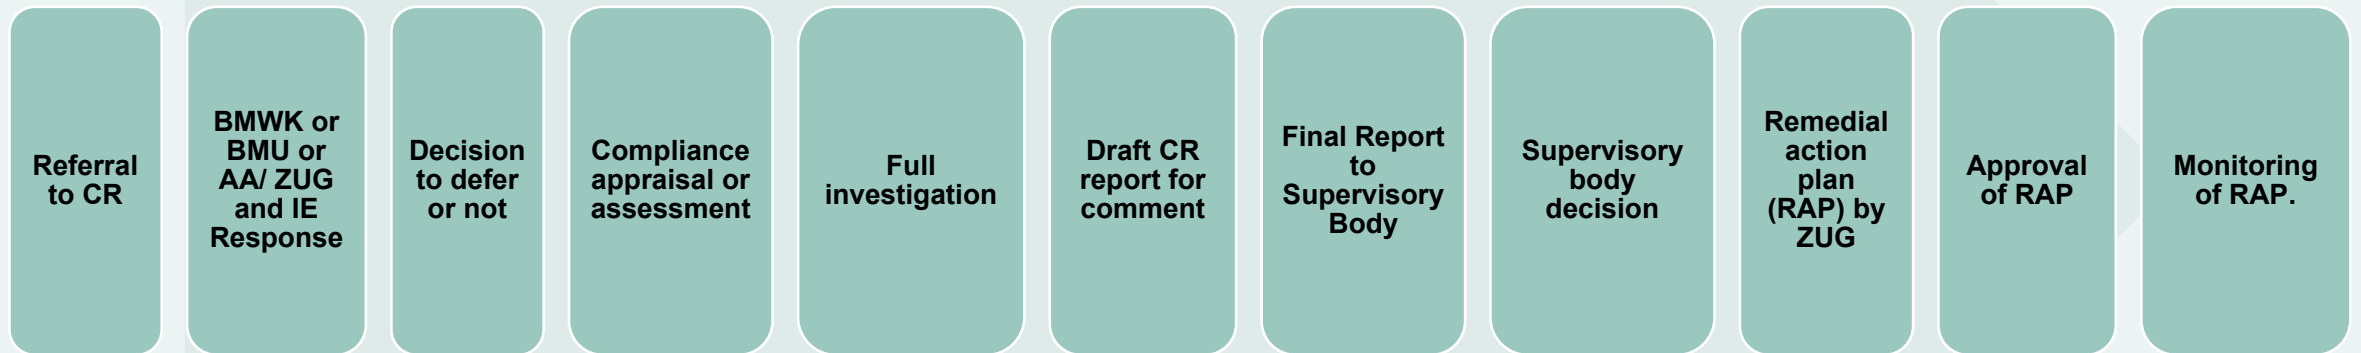 Referral
to CR
BMWK or
BMU or
AA/ ZUG
and IE
Response
Decision
to defer
or not
Compliance
appraisal or
assessment
Full
investigation
Draft CR
report for
comment
Final Report
to
Supervisory
Body
Supervisory
body
decision
Remedial
action
plan
(RAP) by
ZUG
Approval
of RAP
Monitoring
of RAP.